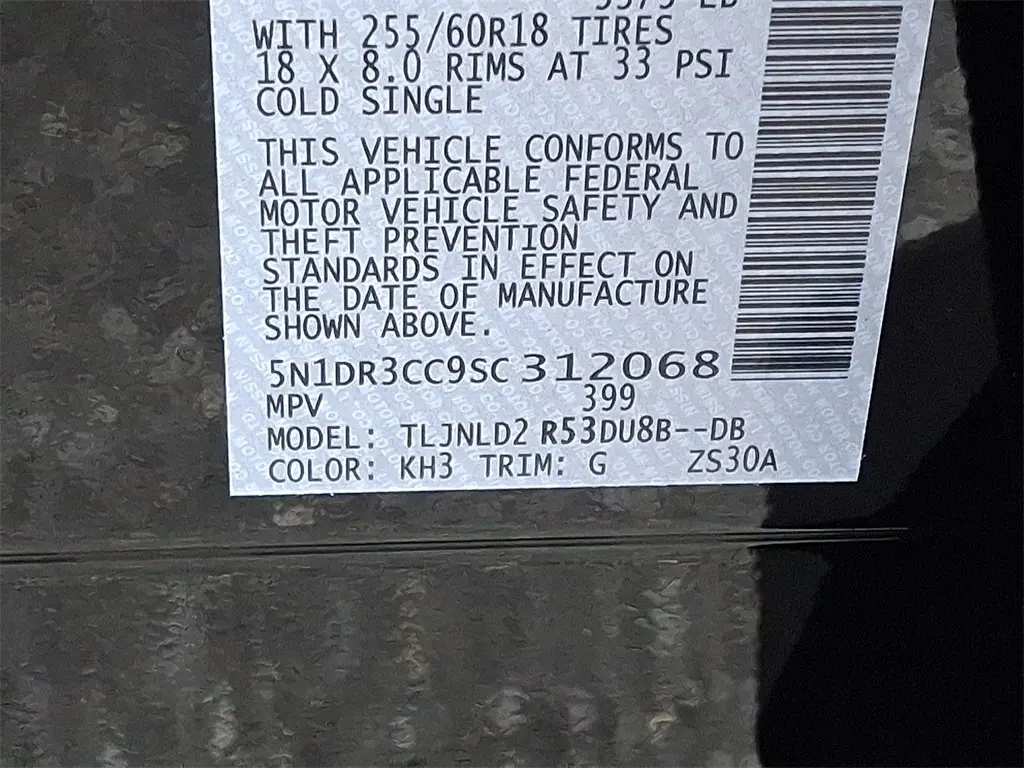 WITH 255/60R18 TIRES
18 X 8.0 RIMS AT 33 PSI
COLD SINGLE
THIS VEHICLE CONFORMS TO
ALL APPLICABLE FEDERAL
MOTOR VEHICLE SAFETY AND
THEFT PREVENTION
STANDARDS IN EFFECT ON
THE DATE OF MANUFACTURE
SHOWN ABOVE.
5N1DR3CC9SC312068
MPV 399
MODEL: TLJNLD2 R53DU8B--DB
COLOR: KH3 TRIM: G ZS30A